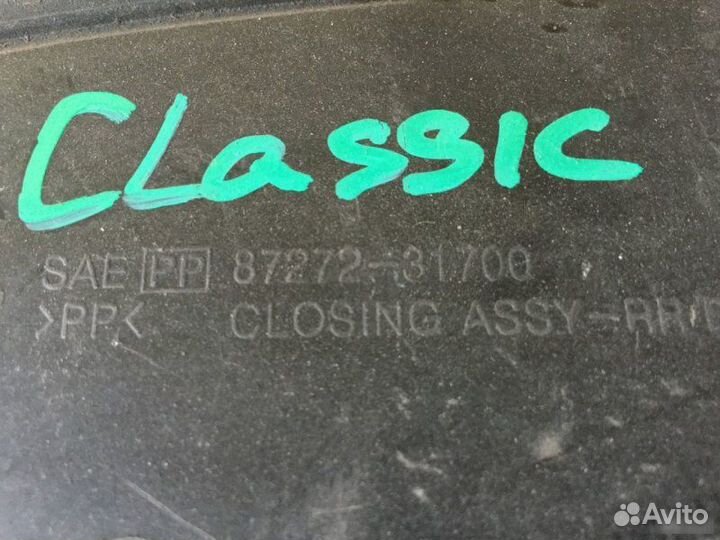 CLassic
SAE PP 87272-31700
>PP< CLOSING ASSY-RR
Avito